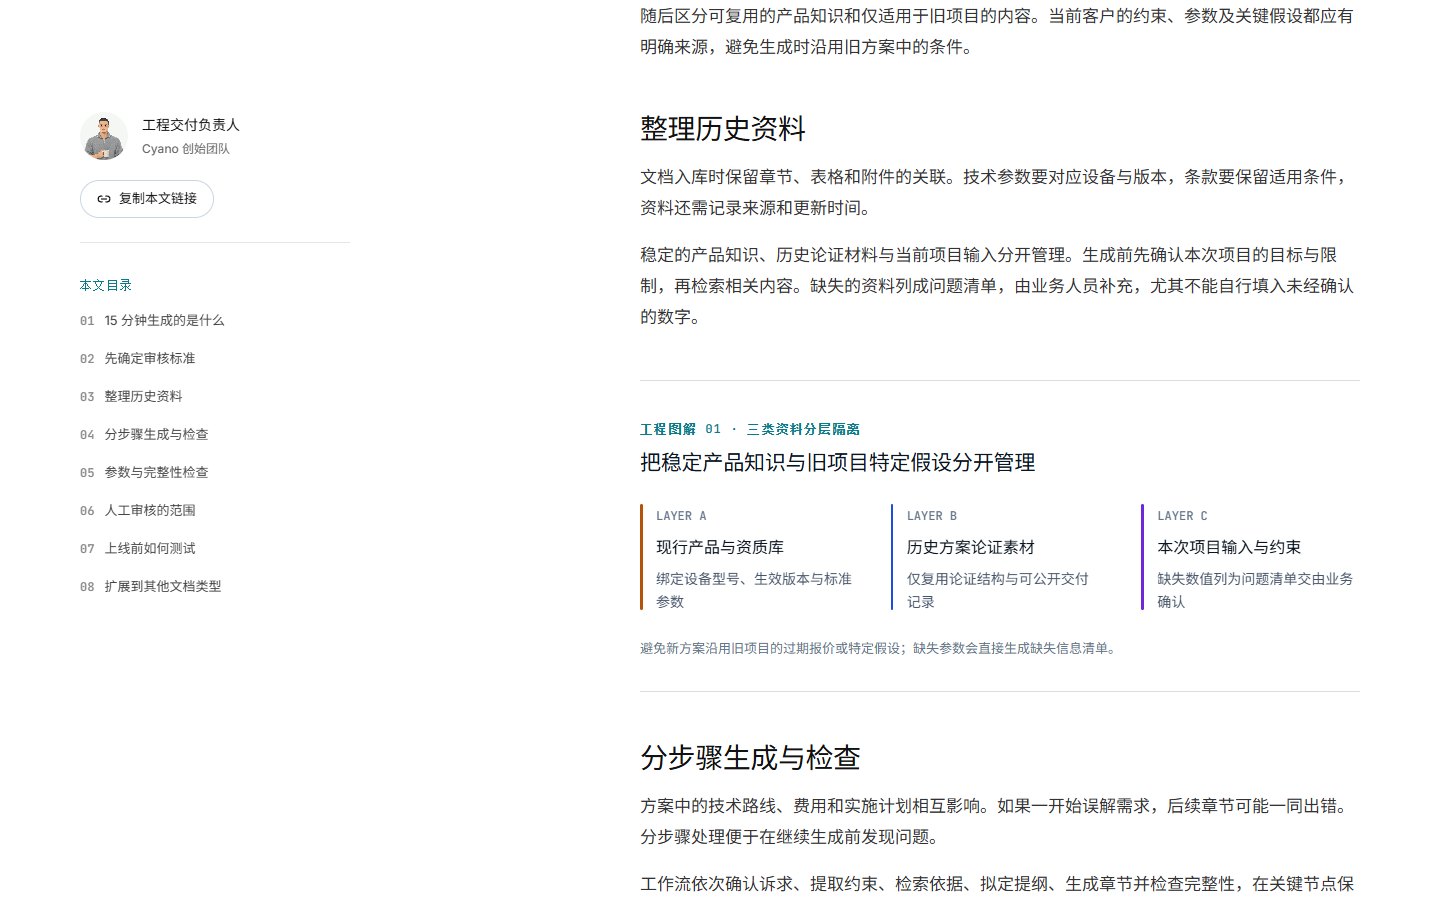 随后区分可复用的产品知识和仅适用于旧项目的内容。当前客户的约束、参数及关键假设都应有
明确来源，避免生成时沿用旧方案中的条件。
工程交付负责人
Cyano 创始团队
复制本文链接
本文目录
01 15 分钟生成的是什么
02 先确定审核标准
03 整理历史资料
04 分步骤生成与检查
05 参数与完整性检查
06 人工审核的范围
07 上线前如何测试
08 扩展到其他文档类型
整理历史资料
文档入库时保留章节、表格和附件的关联。技术参数要对应设备与版本，条款要保留适用条件，
资料还需记录来源和更新时间。
稳定的产品知识、历史论证材料与当前项目输入分开管理。生成前先确认本次项目的目标与限
制，再检索相关内容。缺失的资料列成问题清单，由业务人员补充，尤其不能自行填入未经确认
的数字。
工程图解 01 · 三类资料分层隔离
把稳定产品知识与旧项目特定假设分开管理
LAYER A
现行产品与资质库
绑定设备型号、生效版本与标准
参数
LAYER B
历史方案论证素材
仅复用论证结构与可公开交付
记录
LAYER C
本次项目输入与约束
缺失数值列为问题清单交由业务
确认
避免新方案沿用旧项目的过期报价或特定假设；缺失参数会直接生成缺失信息清单。
分步骤生成与检查
方案中的技术路线、费用和实施计划相互影响。如果一开始误解需求，后续章节可能一同出错。
分步骤处理便于在继续生成前发现问题。
工作流依次确认诉求、提取约束、检索依据、拟定提纲、生成章节并检查完整性，在关键节点保